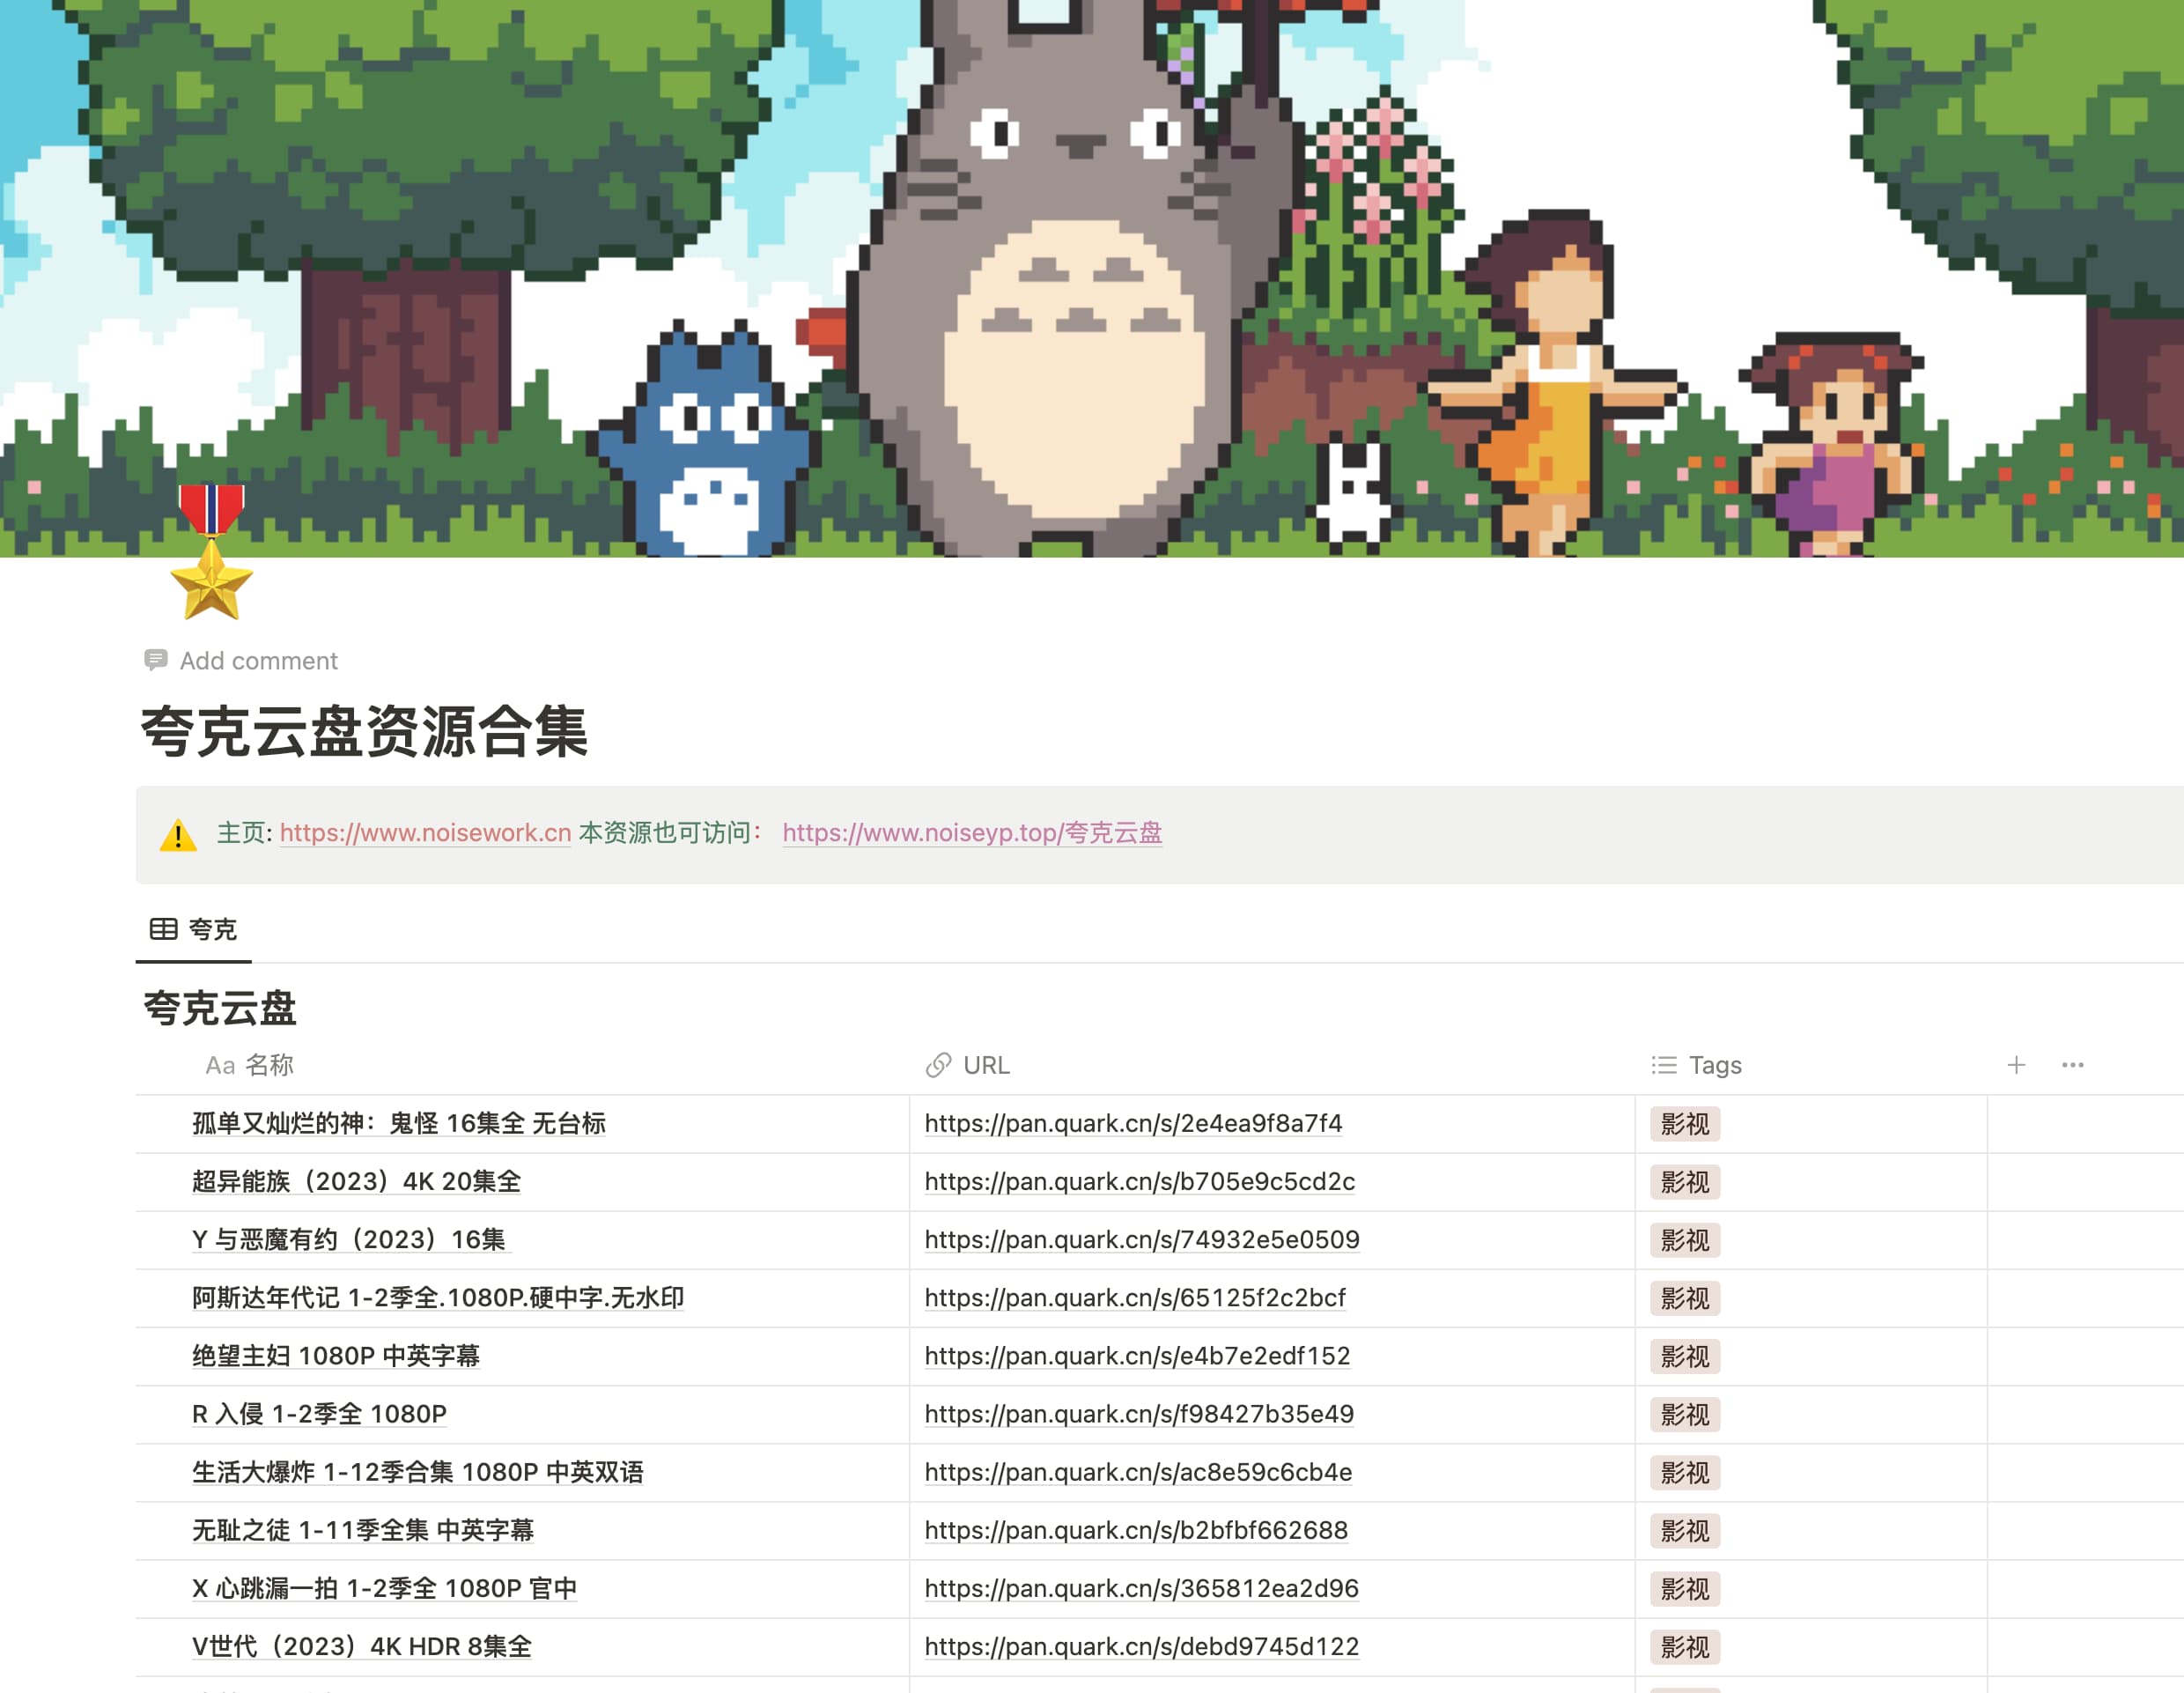 Add comment
夸克云盘资源合集
主页: https://www.noisework.cn 本资源也可访问： https://www.noiseyp.top/夸克云盘
夸克
夸克云盘
Aa 名称 URL Tags
孤单又灿烂的神：鬼怪 16集全 无台标 https://pan.quark.cn/s/2e4ea9f8a7f4 影视
超异能族（2023）4K 20集全 https://pan.quark.cn/s/b705e9c5cd2c 影视
Y 与恶魔有约（2023）16集 https://pan.quark.cn/s/74932e5e0509 影视
阿斯达年代记 1-2季全.1080P.硬中字.无水印 https://pan.quark.cn/s/65125f2c2bcf 影视
绝望主妇 1080P 中英字幕 https://pan.quark.cn/s/e4b7e2edf152 影视
R 入侵 1-2季全 1080P https://pan.quark.cn/s/f98427b35e49 影视
生活大爆炸 1-12季合集 1080P 中英双语 https://pan.quark.cn/s/ac8e59c6cb4e 影视
无耻之徒 1-11季全集 中英字幕 https://pan.quark.cn/s/b2bfbf662688 影视
X 心跳漏一拍 1-2季全 1080P 官中 https://pan.quark.cn/s/365812ea2d96 影视
V世代（2023）4K HDR 8集全 https://pan.quark.cn/s/debd9745d122 影视